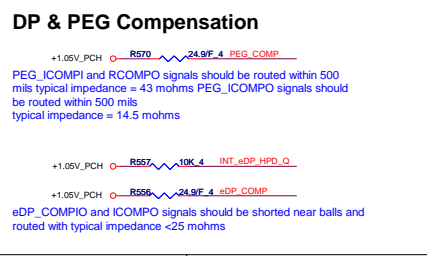 DP & PEG Compensation
+1.05V_PCH R570 24.9/F_4 PEG_COMP
PEG_ICOMPI and RCOMPO signals should be routed within 500
mils typical impedance = 43 mohms PEG_ICOMPO signals should
be routed within 500 mils
typical impedance = 14.5 mohms
+1.05V_PCH R557 10K_4 INT_eDP_HPD_Q
+1.05V_PCH R556 24.9/F_4 eDP_COMP
eDP_COMPIO and ICOMPO signals should be shorted near balls and
routed with typical impedance <25 mohms